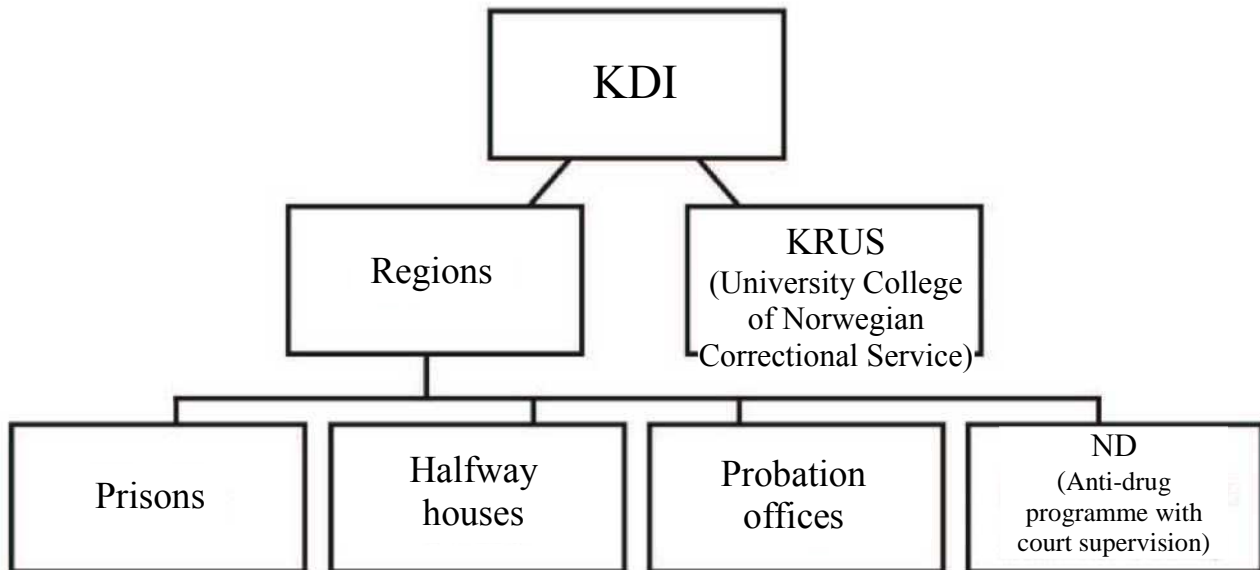 KDI
Regions
KRUS
(University College
of Norwegian
Correctional Service)
Prisons
Halfway
houses
Probation
offices
ND
(Anti-drug
programme with
court supervision)